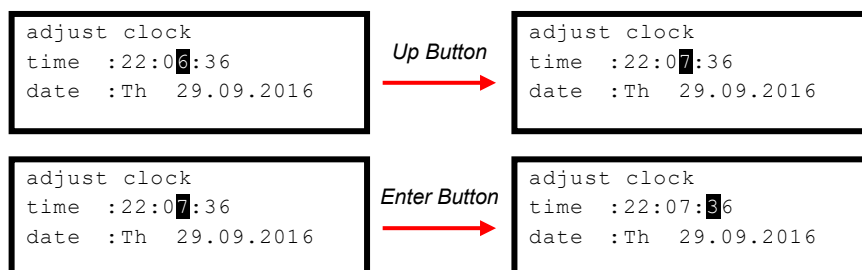 adjust clock
time :22:06:36
date :Th 29.09.2016
Up Button
adjust clock
time :22:07:36
date :Th 29.09.2016
adjust clock
time :22:07:36
date :Th 29.09.2016
Enter Button
adjust clock
time :22:07:36
date :Th 29.09.2016